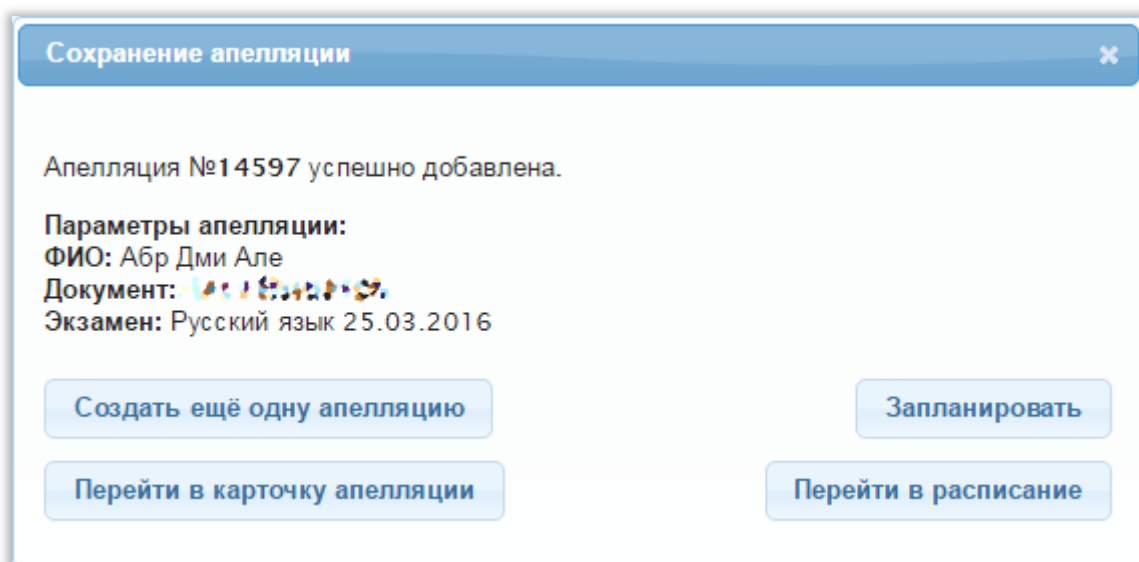 Сохранение апелляции
Апелляция №14597 успешно добавлена.
Параметры апелляции:
ФИО: Абр Дми Але
Документ:
Экзамен: Русский язык 25.03.2016
Создать ещё одну апелляцию
Запланировать
Перейти в карточку апелляции
Перейти в расписание